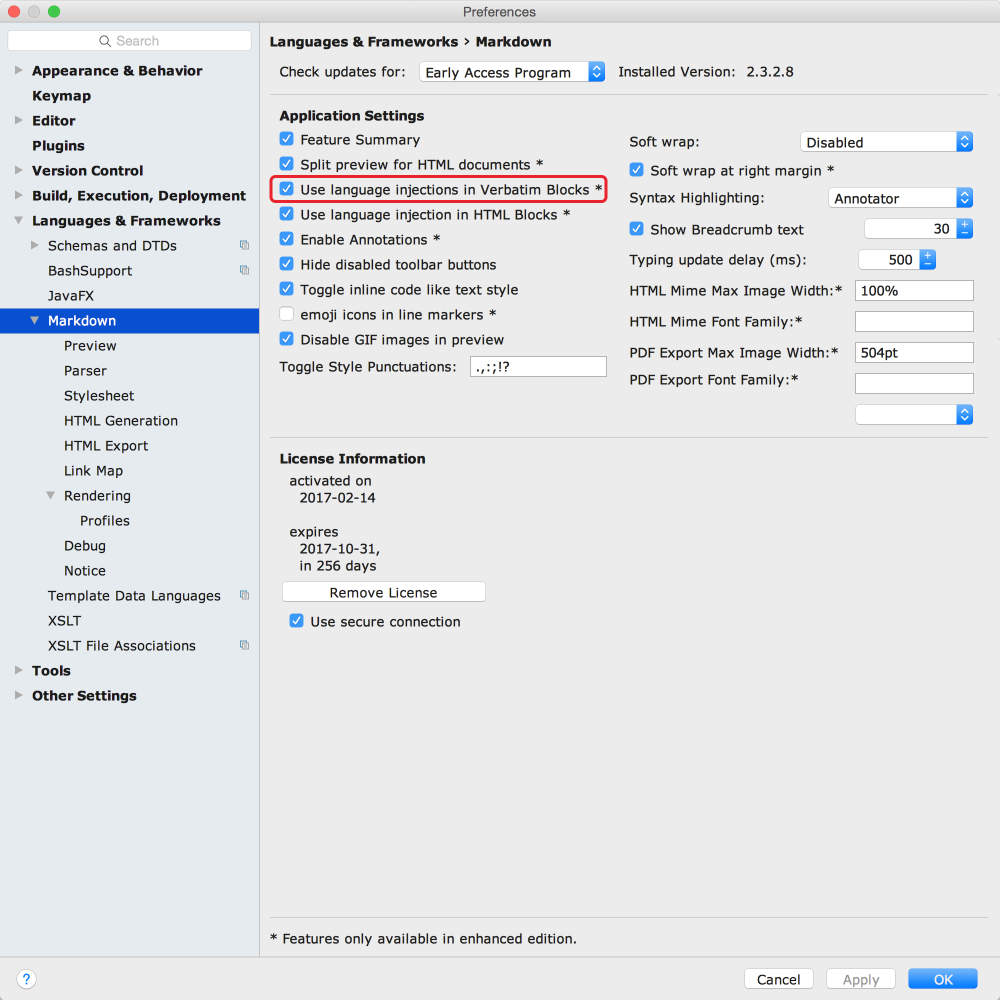 Preferences
Search
Appearance & Behavior
Keymap
Editor
Plugins
Version Control
Build, Execution, Deployment
Languages & Frameworks
Schemas and DTDs
BashSupport
JavaFX
Markdown
Preview
Parser
Stylesheet
HTML Generation
HTML Export
Link Map
Rendering
Profiles
Debug
Notice
Template Data Languages
XSLT
XSLT File Associations
Tools
Other Settings
Languages & Frameworks › Markdown
Check updates for: Early Access Program Installed Version: 2.3.2.8
Application Settings
Feature Summary
Split preview for HTML documents *
Use language injections in Verbatim Blocks *
Use language injection in HTML Blocks *
Enable Annotations *
Hide disabled toolbar buttons
Toggle inline code like text style
emoji icons in line markers *
Disable GIF images in preview
Toggle Style Punctuations: .,:;!?
Soft wrap: Disabled
Soft wrap at right margin *
Syntax Highlighting: Annotator
Show Breadcrumb text 30
Typing update delay (ms): 500
HTML Mime Max Image Width:* 100%
HTML Mime Font Family:*
PDF Export Max Image Width:* 504pt
PDF Export Font Family:*
License Information
activated on
2017-02-14
expires
2017-10-31,
in 256 days
Remove License
Use secure connection
* Features only available in enhanced edition.
? Cancel Apply OK